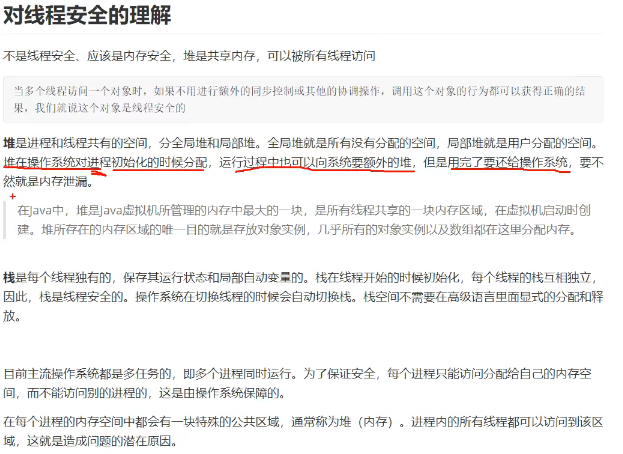 对线程安全的理解
不是线程安全、应该是内存安全，堆是共享内存，可以被所有线程访问
当多个线程访问一个对象时，如果不用进行额外的同步控制或其他的协调操作，调用这个对象的行为都可以获得正确的结
果，我们就说这个对象是线程安全的
堆是进程和线程共有的空间，分全局堆和局部堆。全局堆就是所有没有分配的空间，局部堆就是用户分配的空间。
堆在操作系统对进程初始化的时候分配，运行过程中也可以向系统要额外的堆，但是用完了要还给操作系统，要不
然就是内存泄漏。
在Java中，堆是Java虚拟机所管理的内存中最大的一块，是所有线程共享的一块内存区域，在虚拟机启动时创
建。堆所存在的内存区域的唯一目的就是存放对象实例，几乎所有的对象实例以及数组都在这里分配内存。
栈是每个线程独有的，保存其运行状态和局部自动变量的。栈在线程开始的时候初始化，每个线程的栈互相独立，
因此，栈是线程安全的。操作系统在切换线程的时候会自动切换栈。栈空间不需要在高级语言里面显式的分配和释
放。
目前主流操作系统都是多任务的，即多个进程同时运行。为了保证安全，每个进程只能访问分配给自己的内存空
间，而不能访问别的进程的，这是由操作系统保障的。
在每个进程的内存空间中都会有一块特殊的公共区域，通常称为堆（内存）。进程内的所有线程都可以访问到该区
域，这就是造成问题的潜在原因。